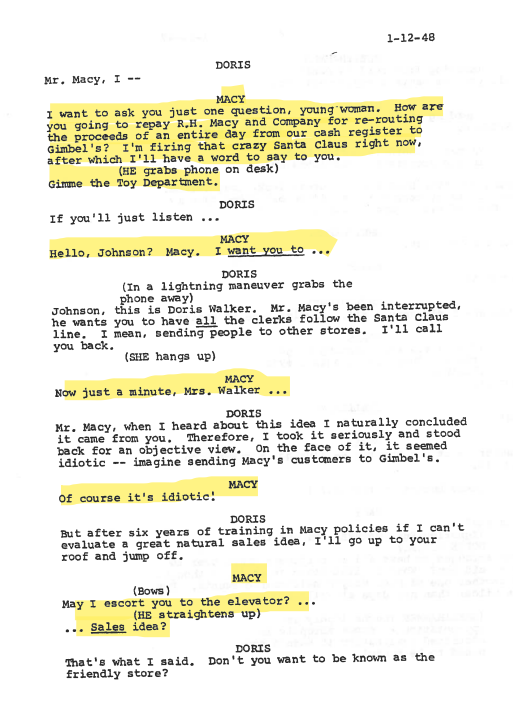 1-12-48
DORIS
Mr. Macy, I --
MACY
I want to ask you just one question, young woman. How are
you going to repay R.H. Macy and Company for re-routing
the proceeds of an entire day from our cash register to
Gimbel's? I'm firing that crazy Santa Claus right now,
after which I'll have a word to say to you.
(HE grabs phone on desk)
Gimme the Toy Department.
DORIS
If you'll just listen ...
MACY
Hello, Johnson? Macy. I want you to ...
DORIS
(In a lightning maneuver grabs the
phone away)
Johnson, this is Doris Walker. Mr. Macy's been interrupted,
he wants you to have all the clerks follow the Santa Claus
line. I mean, sending people to other stores. I'll call
you back.
(SHE hangs up)
MACY
Now just a minute, Mrs. Walker ...
DORIS
Mr. Macy, when I heard about this idea I naturally concluded
it came from you. Therefore, I took it seriously and stood
back for an objective view. On the face of it, it seemed
idiotic -- imagine sending Macy's customers to Gimbel's.
MACY
Of course it's idiotic!
DORIS
But after six years of training in Macy policies if I can't
evaluate a great natural sales idea, I'll go up to your
roof and jump off.
MACY
(Bows)
May I escort you to the elevator? ...
(HE straightens up)
... Sales idea?
DORIS
That's what I said. Don't you want to be known as the
friendly store?